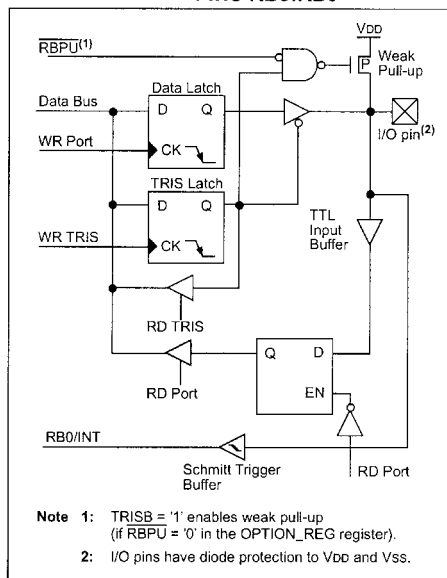 RBPU(1)
VDD
P
Weak
Pull-up
Data Latch
Data Bus
D Q
I/O pin(2)
WR Port
CK
TRIS Latch
D Q
TTL
Input
Buffer
WR TRIS
CK
RD TRIS
Q D
RD Port
EN
RB0/INT
Schmitt Trigger
Buffer
RD Port
Note 1: TRISB = '1' enables weak pull-up
(if RBPU = '0' in the OPTION_REG register).
2: I/O pins have diode protection to VDD and VSS.